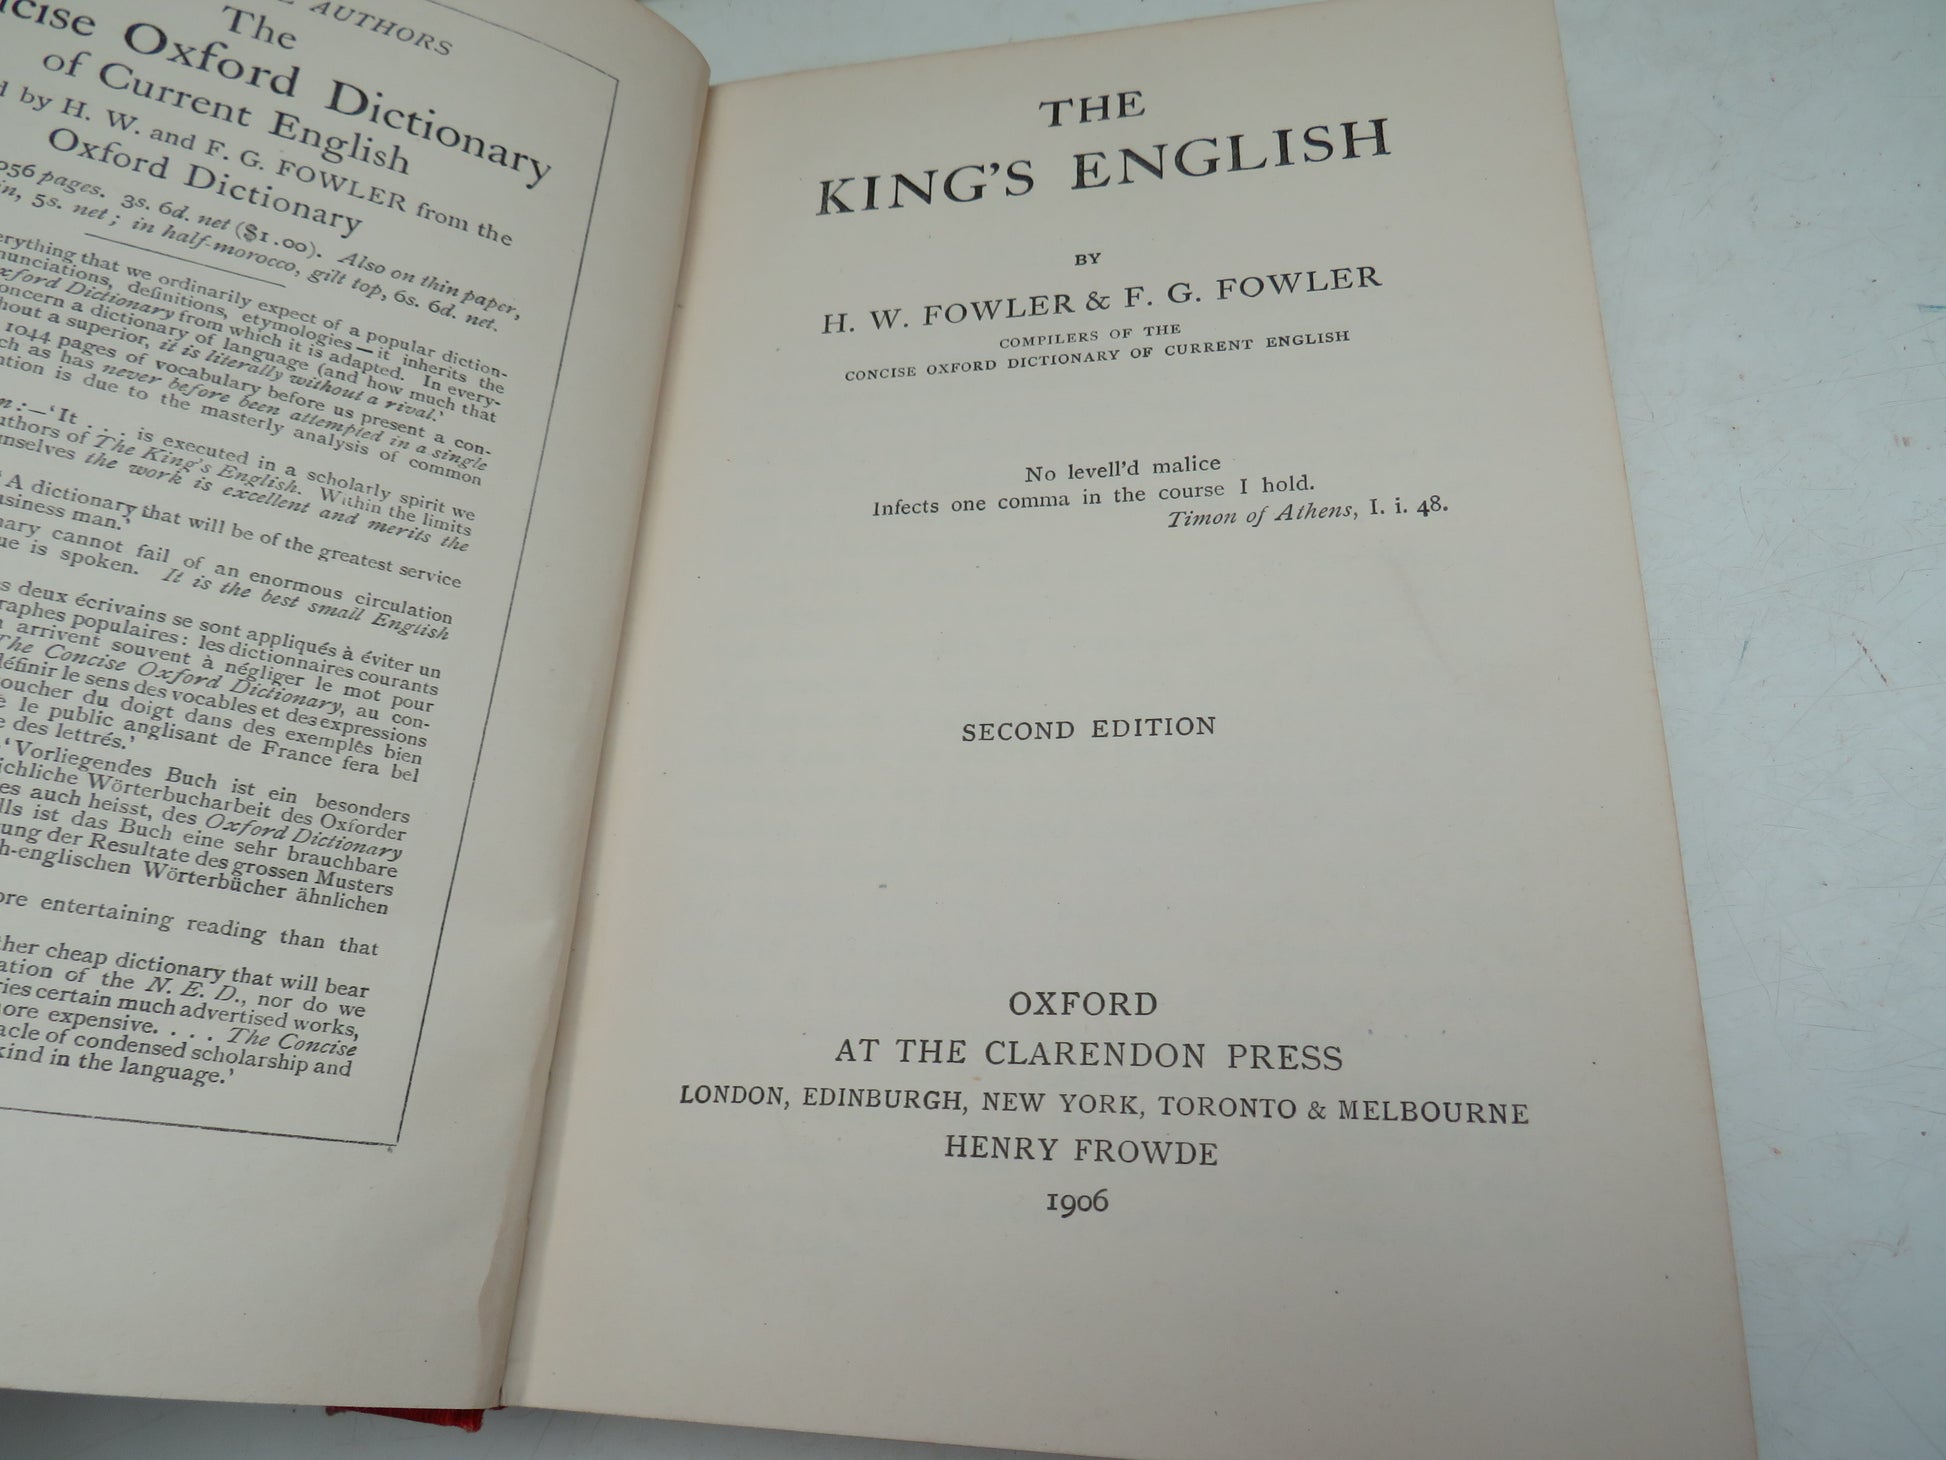 AUTHORS
The
Oxford Dictionary
of Current English
by H. W. and F. G. FOWLER from the
Oxford Dictionary
pages. 3s. 6d. net ($1.00). Also on thin paper,
5s. net; in half-morocco, gilt top, 6s. 6d. net.
that we ordinarily expect of a popular diction-
definitions, etymologies—it inherits the
Oxford Dictionary from which it is adapted. In every-
a dictionary of language (and how much that
a superior, it is literally without a rival.'
1044 pages of vocabulary before us present a con-
as has never before been attempted in a single
is due to the masterly analysis of common
:—'It . . . is executed in a scholarly spirit we
of The King's English. Within the limits
the work is excellent and merits the
'A dictionary that will be of the greatest service
man.'
cannot fail of an enormous circulation
is spoken. It is the best small English
deux écrivains se sont appliqués à éviter un
populaires: les dictionnaires courants
arrivent souvent à négliger le mot pour
The Concise Oxford Dictionary, au con-
définir le sens des vocables et des expressions
du doigt dans des exemples bien
le public anglisant de France fera bel
des lettrés.'
'Vorliegendes Buch ist ein besonders
Wörterbucharbeit des Oxforder
es auch heisst, des Oxford Dictionary
ist das Buch eine sehr brauchbare
der Resultate des grossen Musters
englischen Wörterbücher ähnlichen
entertaining reading than that
cheap dictionary that will bear
of the N. E. D., nor do we
certain much advertised works,
expensive. . . . The Concise
of condensed scholarship and
kind in the language.'
THE
KING'S ENGLISH
BY
H. W. FOWLER & F. G. FOWLER
COMPILERS OF THE
CONCISE OXFORD DICTIONARY OF CURRENT ENGLISH
No levell'd malice
Infects one comma in the course I hold.
Timon of Athens, I. i. 48.
SECOND EDITION
OXFORD
AT THE CLARENDON PRESS
LONDON, EDINBURGH, NEW YORK, TORONTO & MELBOURNE
HENRY FROWDE
1906